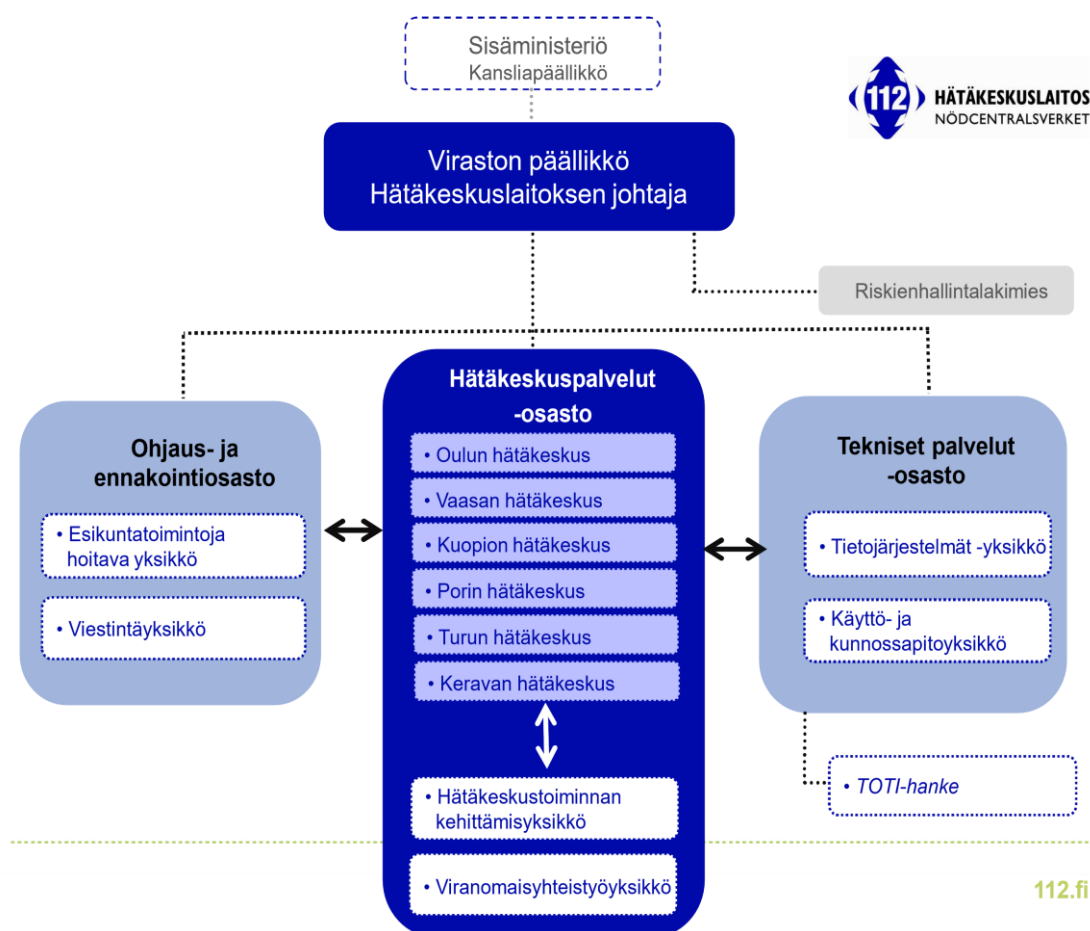 Sisäministeriö
Kansliapäällikkö
112
HÄTÄKESKUSLAITOS
NÖDCENTRALSVERKET
Viraston päällikkö
Hätäkeskuslaitoksen johtaja
Riskienhallintalakimies
Ohjaus- ja
ennakointiosasto
• Esikuntatoimintoja
hoitava yksikkö
• Viestintäyksikkö
Hätäkeskuspalvelut
-osasto
• Oulun hätäkeskus
• Vaasan hätäkeskus
• Kuopion hätäkeskus
• Porin hätäkeskus
• Turun hätäkeskus
• Keravan hätäkeskus
• Hätäkeskustoiminnan
kehittämisyksikkö
• Viranomaisyhteistyöyksikkö
Tekniset palvelut
-osasto
• Tietojärjestelmät -yksikkö
• Käyttö- ja
kunnossapitoyksikkö
• TOTI-hanke
112.fi